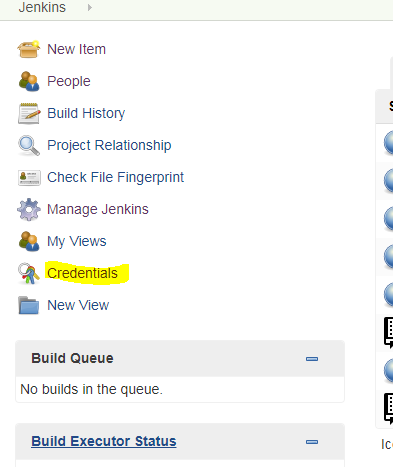 Jenkins
New Item
People
Build History
Project Relationship
Check File Fingerprint
Manage Jenkins
My Views
Credentials
New View
Build Queue
No builds in the queue.
Build Executor Status
S
Ic